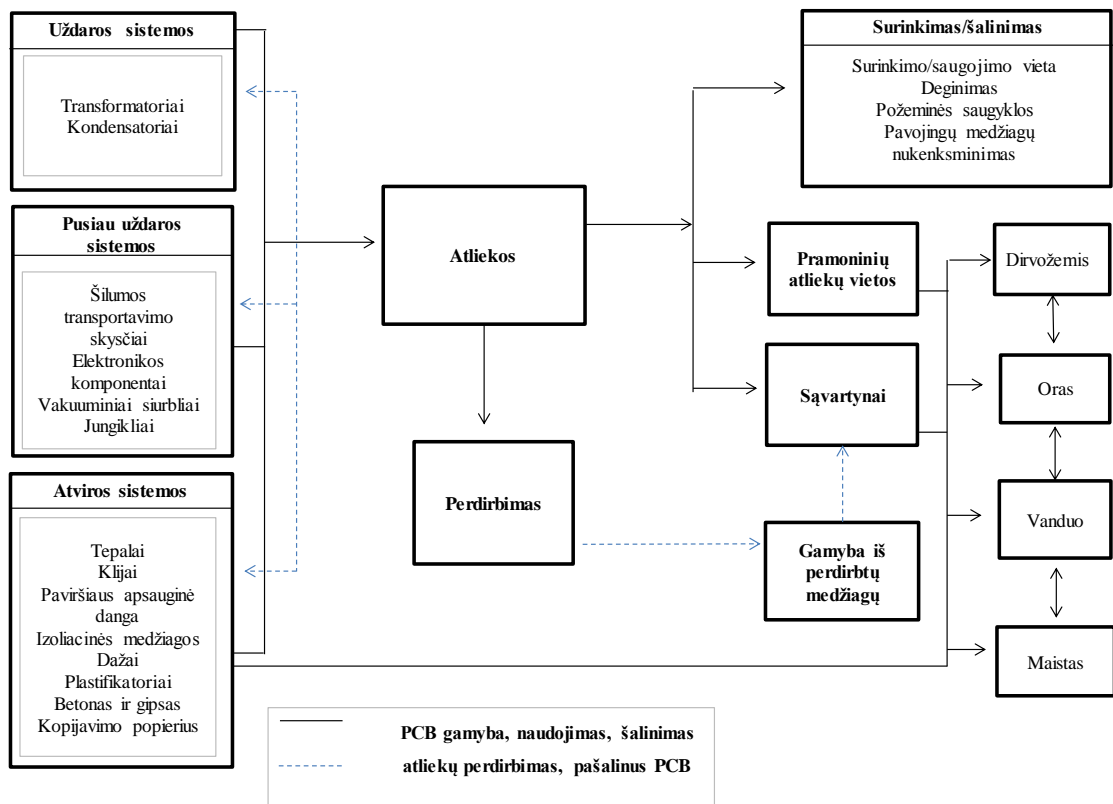 Uždaros sistemos
Transformatoriai
Kondensatoriai
Pusiau uždaros
sistemos
Šilumos
transportavimo
skysčiai
Elektronikos
komponentai
Vakuuminiai siurbliai
Jungikliai
Atviros sistemos
Tepalai
Klijai
Paviršiaus apsauginė
danga
Izoliacinės medžiagos
Dažai
Plastifikatoriai
Betonas ir gipsas
Kopijavimo popierius
Atliekos
Perdirbimas
Surinkimas/šalinimas
Surinkimo/saugojimo vieta
Deginimas
Požeminės saugyklos
Pavojingų medžiagų
nukenksminimas
Pramoninių
atliekų vietos
Sąvartynai
Gamyba iš
perdirbtų
medžiagų
Dirvožemis
Oras
Vanduo
Maistas
PCB gamyba, naudojimas, šalinimas
atliekų perdirbimas, pašalinus PCB